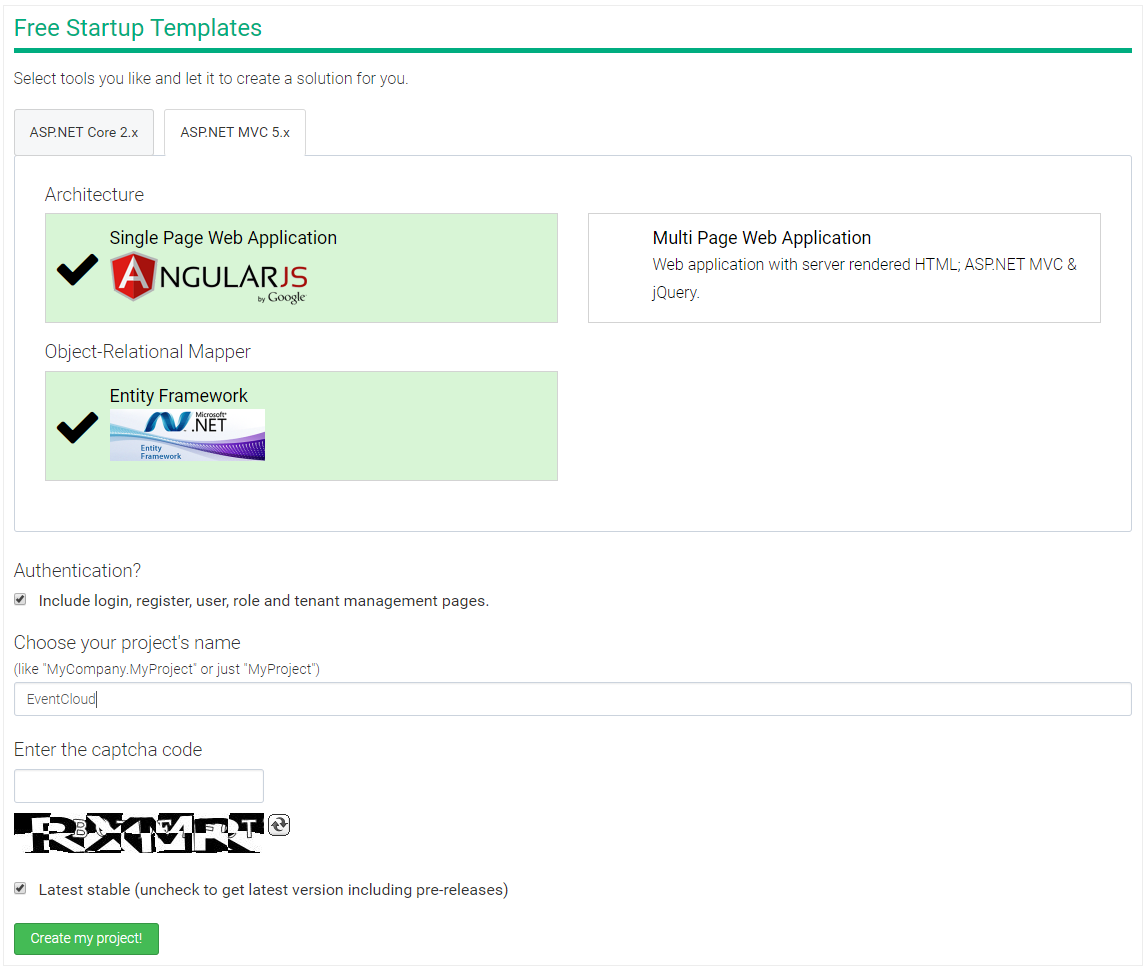 Free Startup Templates
Select tools you like and let it to create a solution for you.
ASP.NET Core 2.x
ASP.NET MVC 5.x
Architecture
Single Page Web Application
ANGULARJS
by Google
Multi Page Web Application
Web application with server rendered HTML; ASP.NET MVC &
jQuery.
Object-Relational Mapper
Entity Framework
Microsoft®
.NET
Entity
Framework
Authentication?
Include login, register, user, role and tenant management pages.
Choose your project's name
(like "MyCompany.MyProject" or just "MyProject")
EventCloud
Enter the captcha code
Latest stable (uncheck to get latest version including pre-releases)
Create my project!